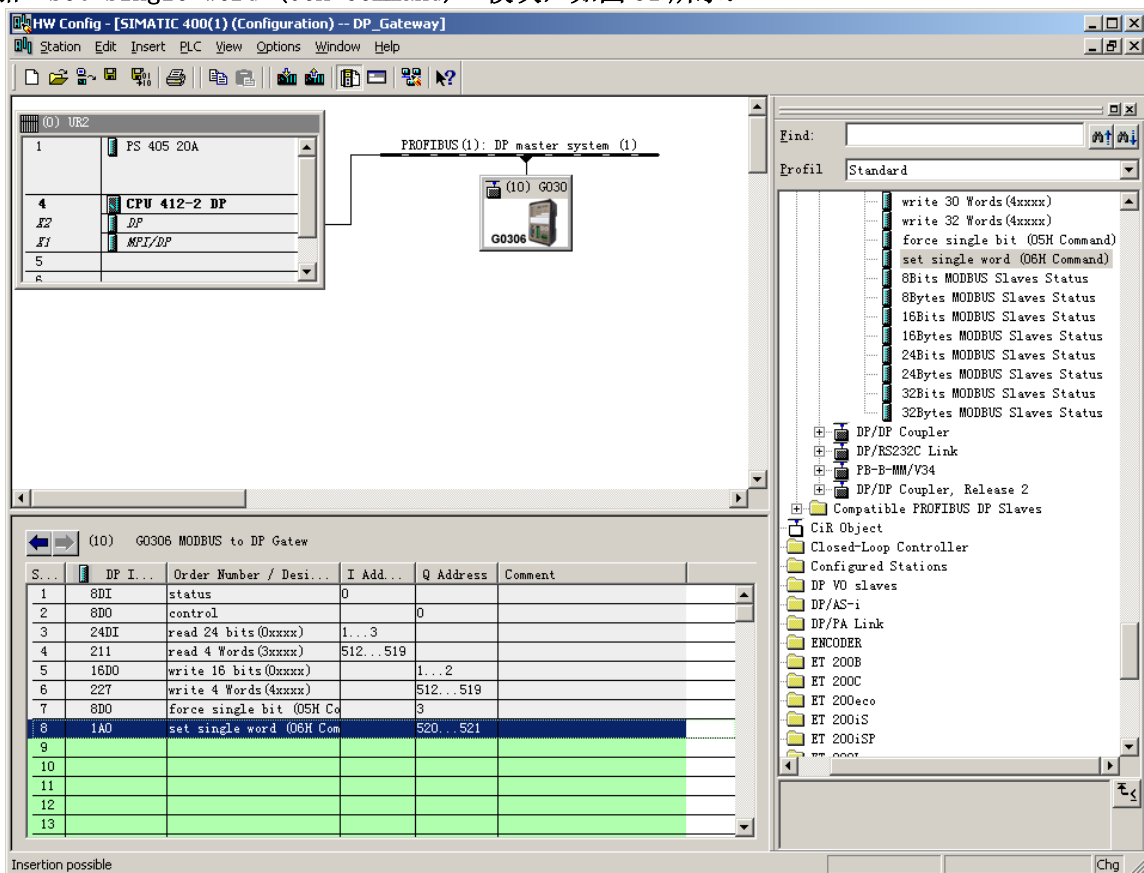 HW Config - [SIMATIC 400(1) (Configuration) -- DP_Gateway]
Station Edit Insert PLC View Options Window Help
(0) UR2
1 PS 405 20A
4 CPU 412-2 DP
X2 DP
X1 MPI/DP
5
6
PROFIBUS(1): DP master system (1)
(10) G030
G0306
Find:
Profil Standard
write 30 Words(4xxxx)
write 32 Words(4xxxx)
force single bit (05H Command)
set single word (06H Command)
8Bits MODBUS Slaves Status
8Bytes MODBUS Slaves Status
16Bits MODBUS Slaves Status
16Bytes MODBUS Slaves Status
24Bits MODBUS Slaves Status
24Bytes MODBUS Slaves Status
32Bits MODBUS Slaves Status
32Bytes MODBUS Slaves Status
DP/DP Coupler
DP/RS232C Link
PB-B-MM/V34
DP/DP Coupler, Release 2
Compatible PROFIBUS DP Slaves
CiR Object
Closed-Loop Controller
Configured Stations
DP V0 slaves
DP/AS-i
DP/PA Link
ENCODER
ET 200B
ET 200C
ET 200eco
ET 200iS
ET 200iSP
(10) G0306 MODBUS to DP Gatew
S... DP I... Order Number / Desi... I Add... Q Address Comment
1 8DI status 0
2 8DO control 0
3 24DI read 24 bits(0xxxx) 1...3
4 211 read 4 Words(3xxxx) 512...519
5 16DO write 16 bits(0xxxx) 1...2
6 227 write 4 Words(4xxxx) 512...519
7 8DO force single bit (05H Co 3
8 1AO set single word (06H Com 520...521
9
10
11
12
13
Insertion possible
Chg